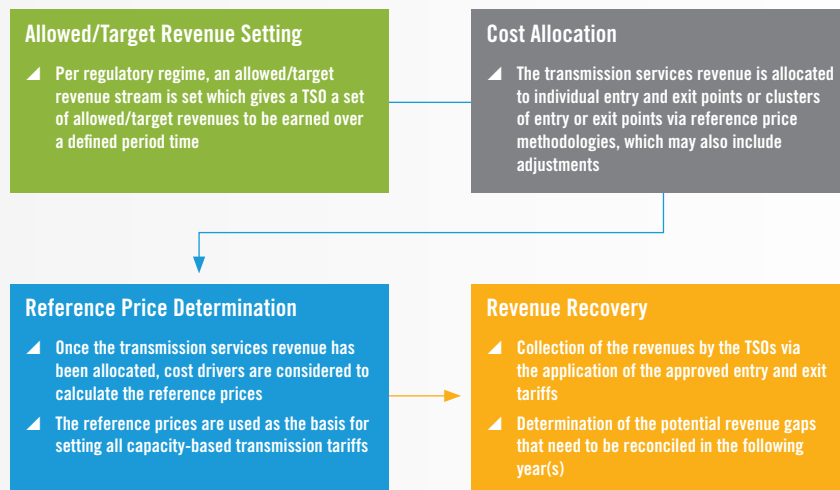 Allowed/Target Revenue Setting
Per regulatory regime, an allowed/target
revenue stream is set which gives a TSO a set
of allowed/target revenues to be earned over
a defined period time
Cost Allocation
The transmission services revenue is allocated
to individual entry and exit points or clusters
of entry or exit points via reference price
methodologies, which may also include
adjustments
Reference Price Determination
Once the transmission services revenue has
been allocated, cost drivers are considered to
calculate the reference prices
The reference prices are used as the basis for
setting all capacity-based transmission tariffs
Revenue Recovery
Collection of the revenues by the TSOs via
the application of the approved entry and exit
tariffs
Determination of the potential revenue gaps
that need to be reconciled in the following
year(s)